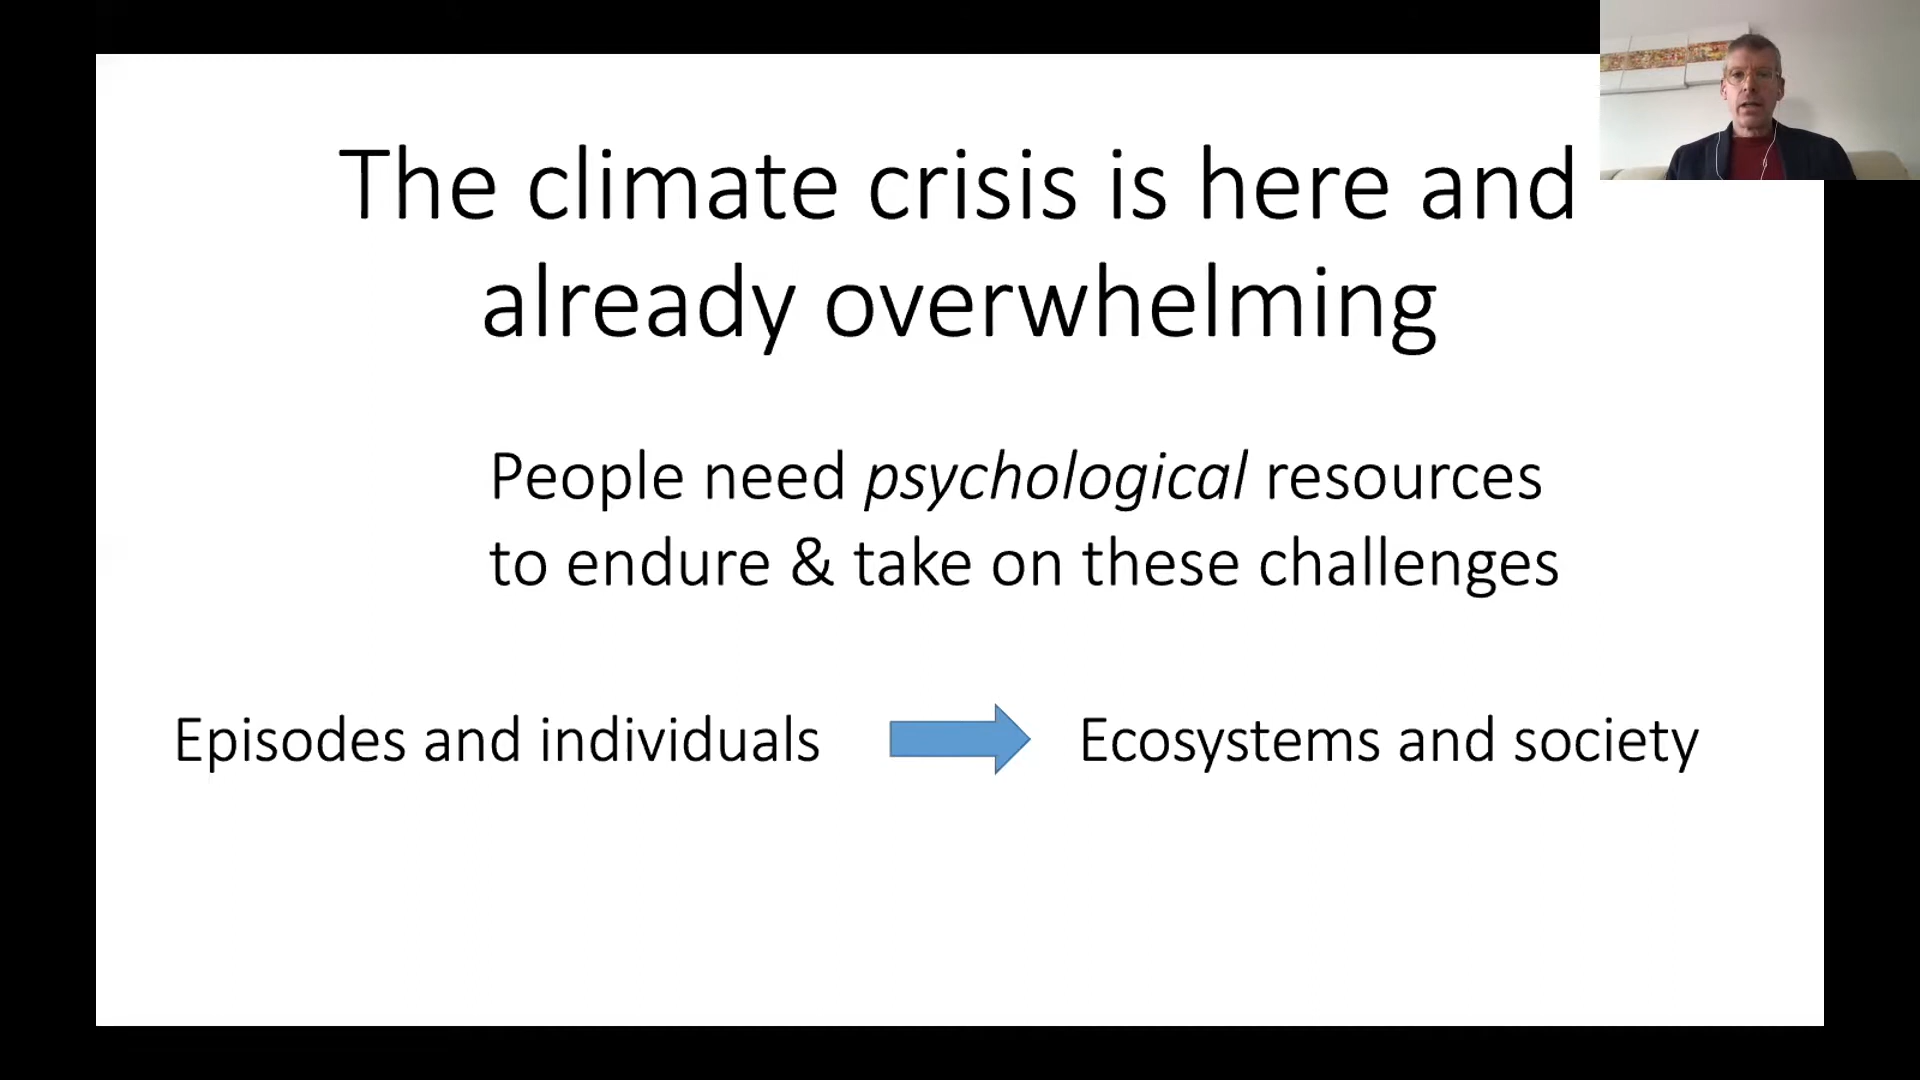 The climate crisis is here and
already overwhelming
People need psychological resources
to endure & take on these challenges
Episodes and individuals
Ecosystems and society